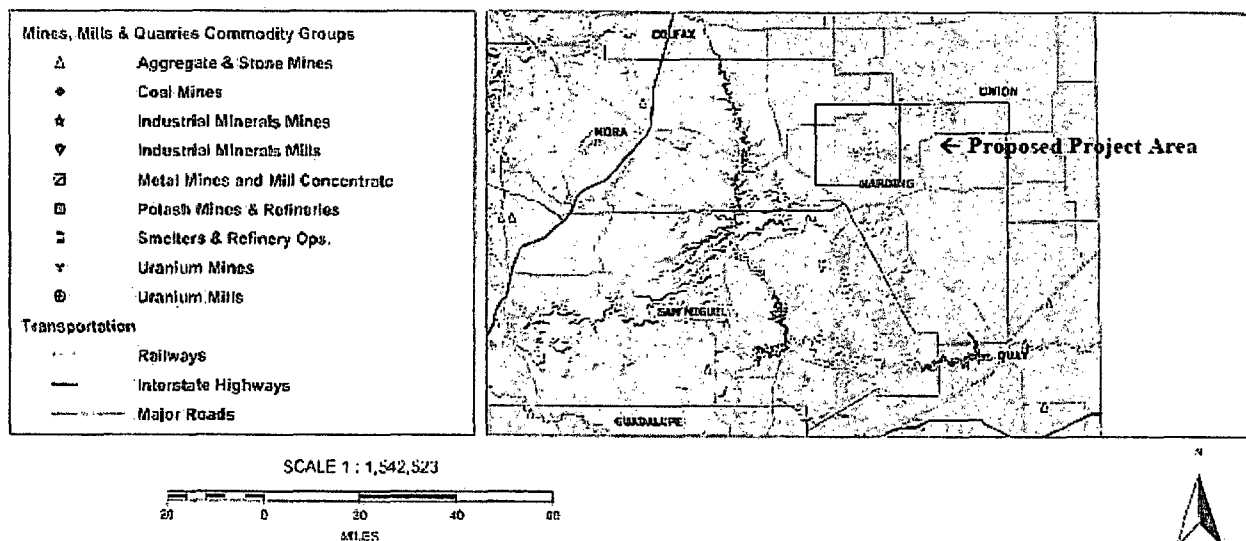 Mines, Mills & Quarries Commodity Groups
Aggregate & Stone Mines
Coal Mines
Industrial Minerals Mines
Industrial Minerals Mills
Metal Mines and Mill Concentrate
Potash Mines & Refineries
Smelters & Refinery Ops.
Uranium Mines
Uranium Mills
Transportation
Railways
Interstate Highways
Major Roads
COLFAX
UNION
MORA
← Proposed Project Area
HARDING
SAN MIGUEL
QUAY
GUADALUPE
SCALE 1 : 1,542,523
20 0 20 40 60
MILES
N